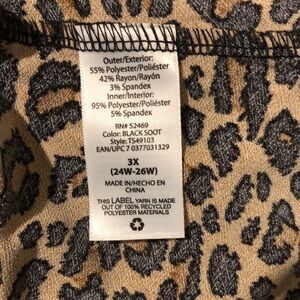 Outer/Exterior:
55% Polyester/Poliéster
42% Rayon/Rayón
3% Spandex
Inner/Interior:
95% Polyester/Poliéster
5% Spandex
RN# 52469
Color: BLACK SOOT
Style: TS49103
EAN/UPC 7 0377031329
3X
(24W-26W)
MADE IN/HECHO EN
CHINA
THIS LABEL YARN IS MADE
OUT OF 100% RECYCLED
POLYESTER MATERIALS